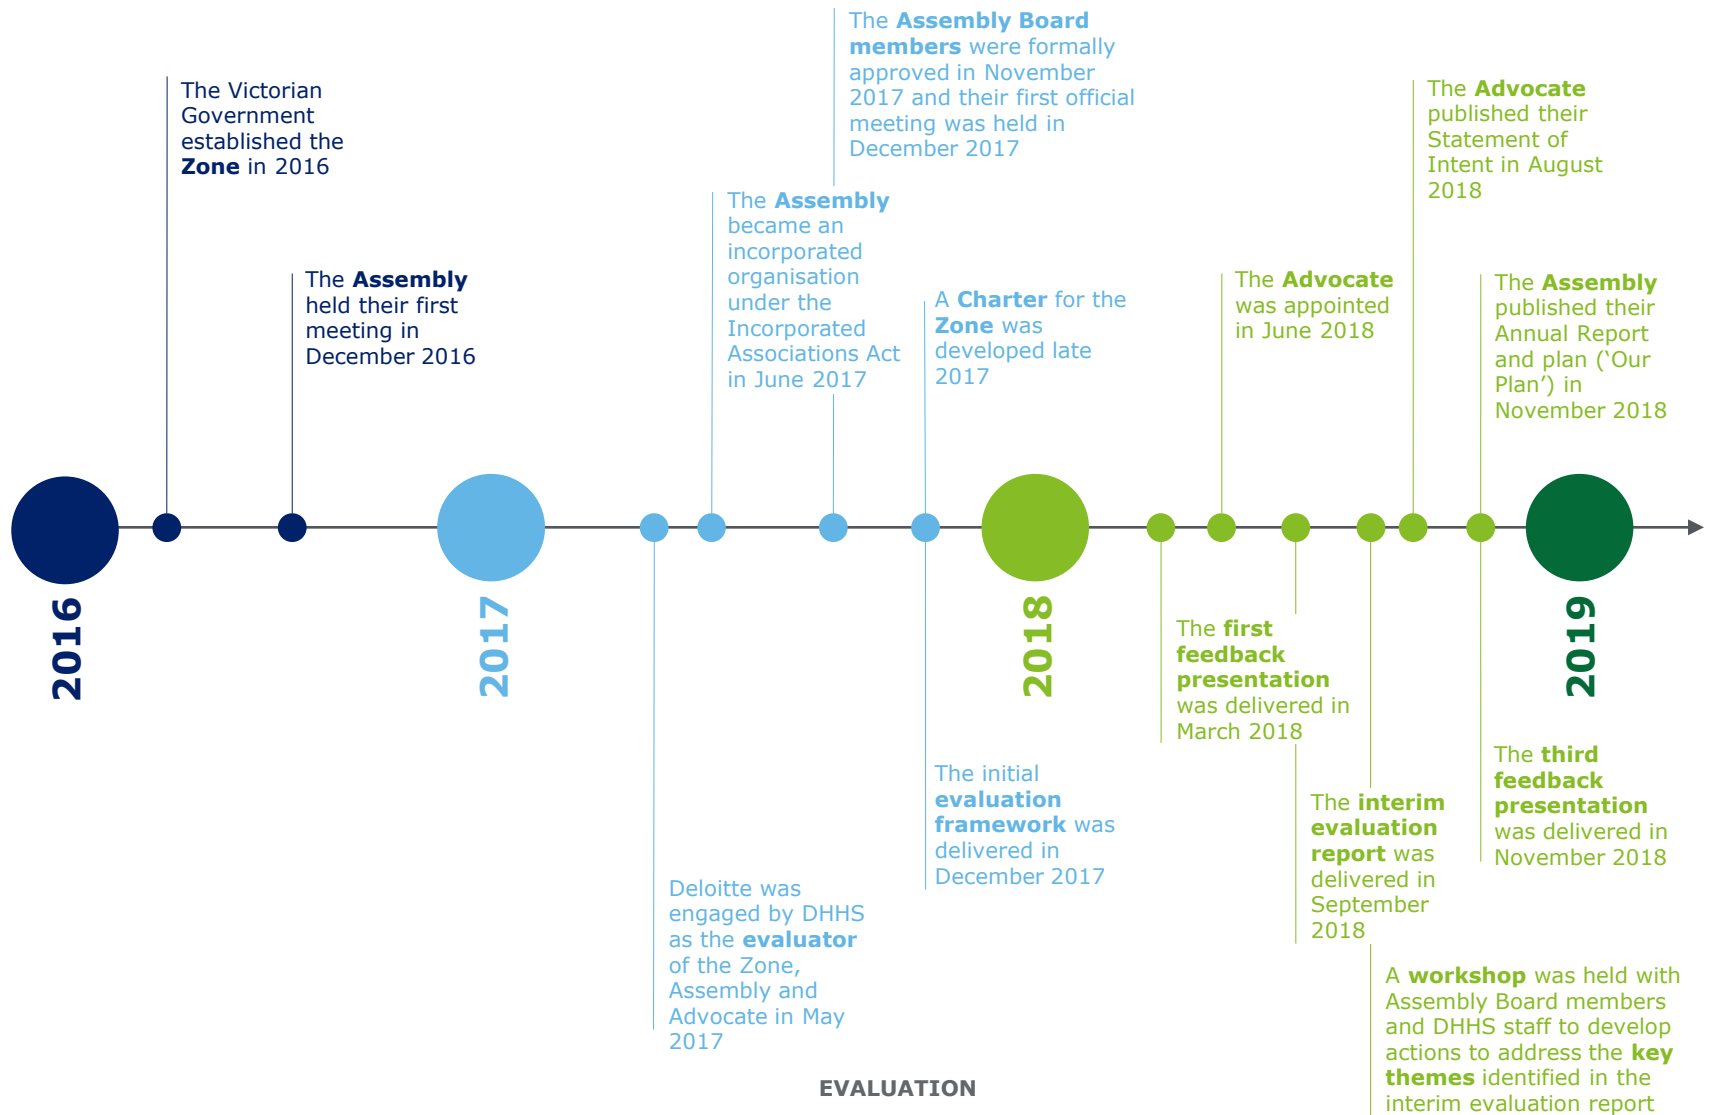 The Victorian
Government
established the
Zone in 2016
The Assembly
held their first
meeting in
December 2016
The Assembly
became an
incorporated
organisation
under the
Incorporated
Associations Act
in June 2017
The Assembly Board
members were formally
approved in November
2017 and their first official
meeting was held in
December 2017
A Charter for the
Zone was
developed late
2017
The Advocate
was appointed
in June 2018
The Advocate
published their
Statement of
Intent in August
2018
The Assembly
published their
Annual Report
and plan (‘Our
Plan’) in
November 2018
2016
2017
2018
2019
Deloitte was
engaged by DHHS
as the evaluator
of the Zone,
Assembly and
Advocate in May
2017
The initial
evaluation
framework was
delivered in
December 2017
The first
feedback
presentation
was delivered in
March 2018
The interim
evaluation
report was
delivered in
September
2018
A workshop was held with
Assembly Board members
and DHHS staff to develop
actions to address the key
themes identified in the
interim evaluation report
The third
feedback
presentation
was delivered in
November 2018
EVALUATION